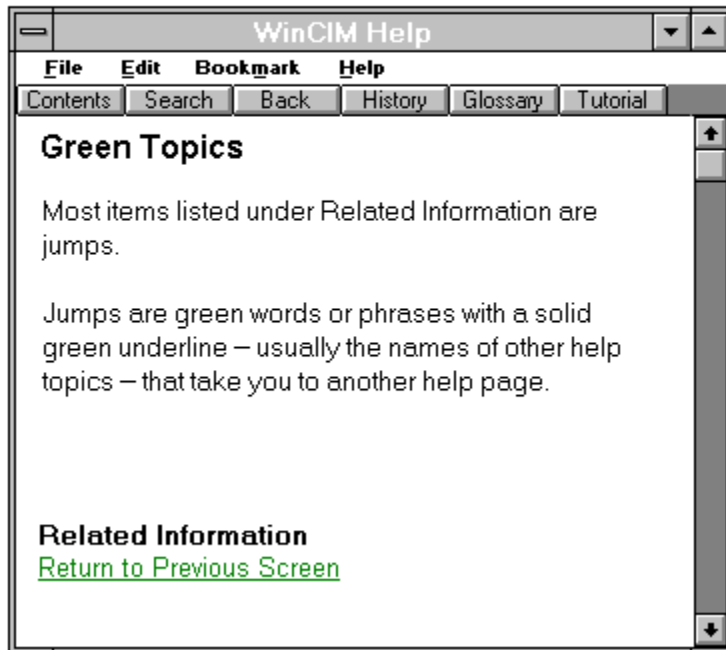 WinCIM Help
File Edit Bookmark Help
Contents Search Back History Glossary Tutorial
Green Topics
Most items listed under Related Information are
jumps.
Jumps are green words or phrases with a solid
green underline – usually the names of other help
topics – that take you to another help page.
Related Information
Return to Previous Screen